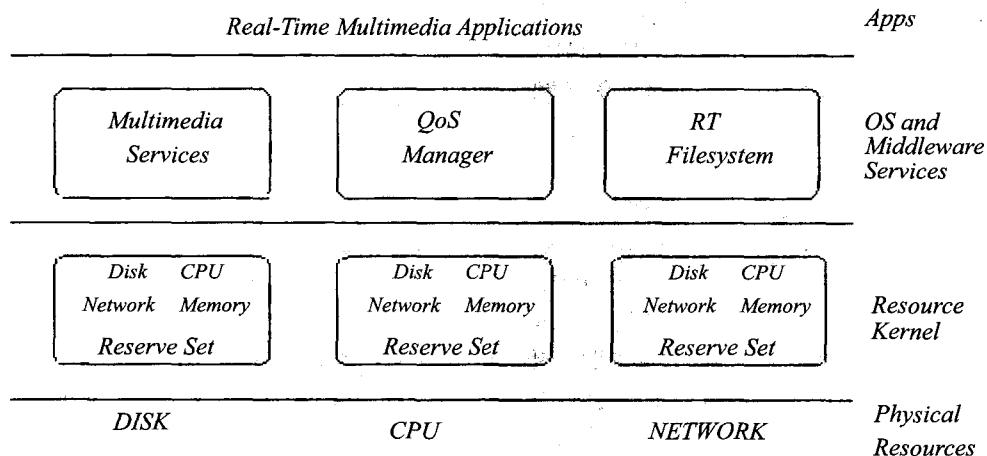 Real-Time Multimedia Applications
Apps
Multimedia
Services
QoS
Manager
RT
Filesystem
OS and
Middleware
Services
Disk CPU
Network Memory
Reserve Set
Disk CPU
Network Memory
Reserve Set
Disk CPU
Network Memory
Reserve Set
Resource
Kernel
DISK
CPU
NETWORK
Physical
Resources